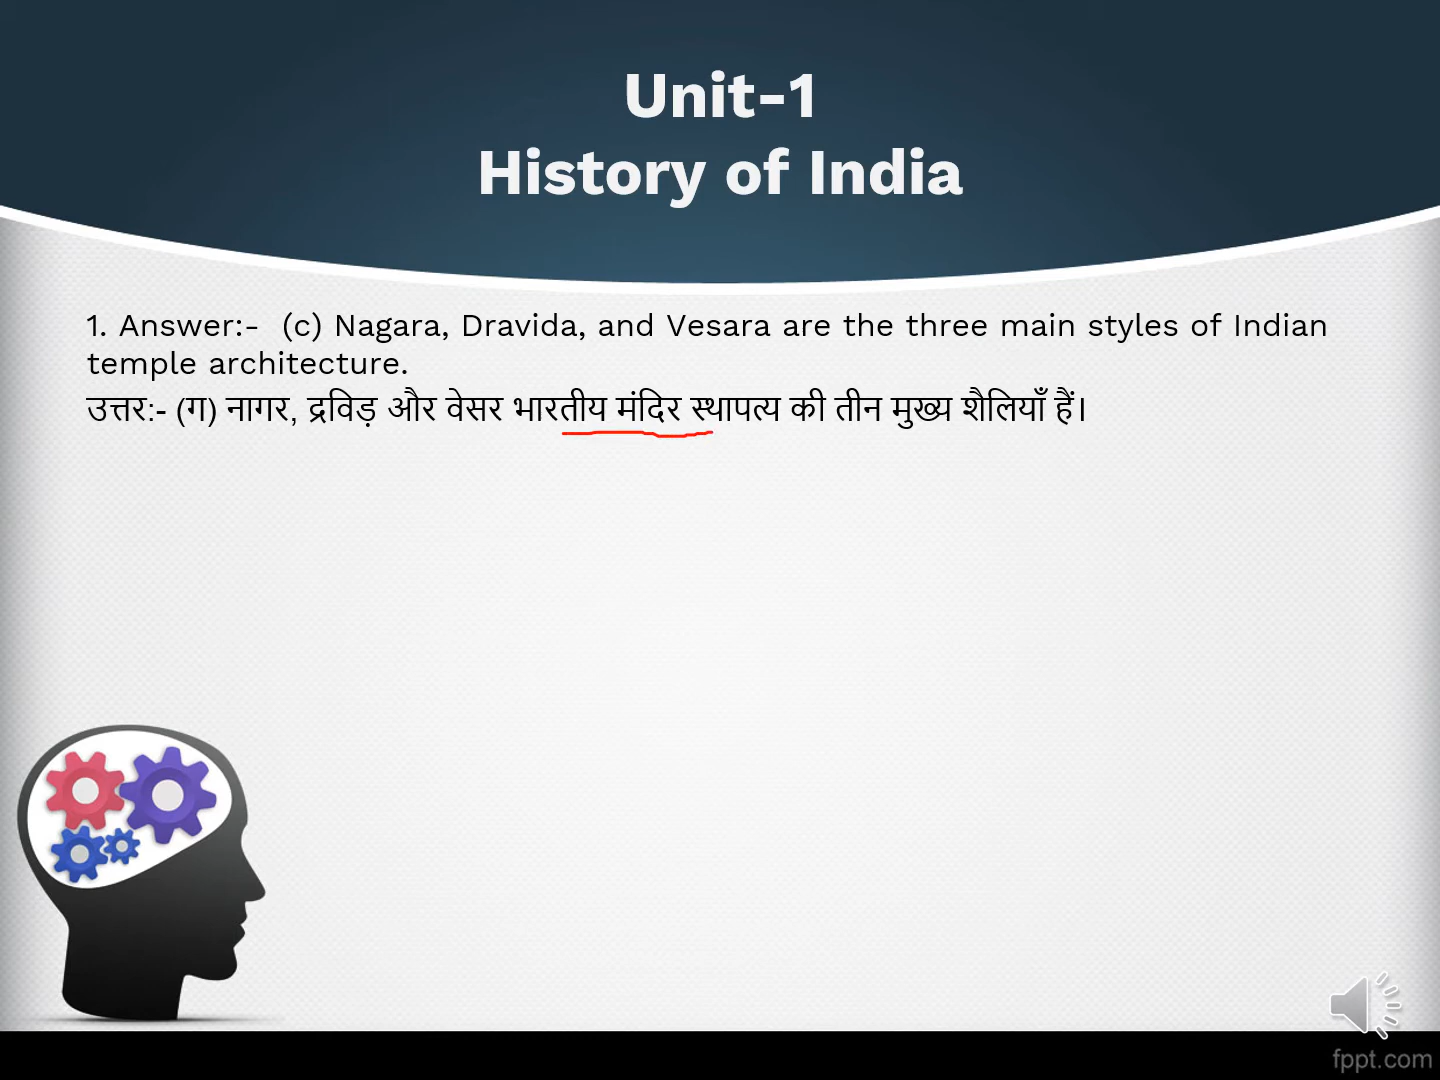 Unit-1
History of India
1. Answer:-  (c) Nagara, Dravida, and Vesara are the three main styles of Indian
temple architecture.
उत्तर:- (ग) नागर, द्रविड़ और वेसर भारतीय मंदिर स्थापत्य की तीन मुख्य शैलियाँ हैं।
fppt.com